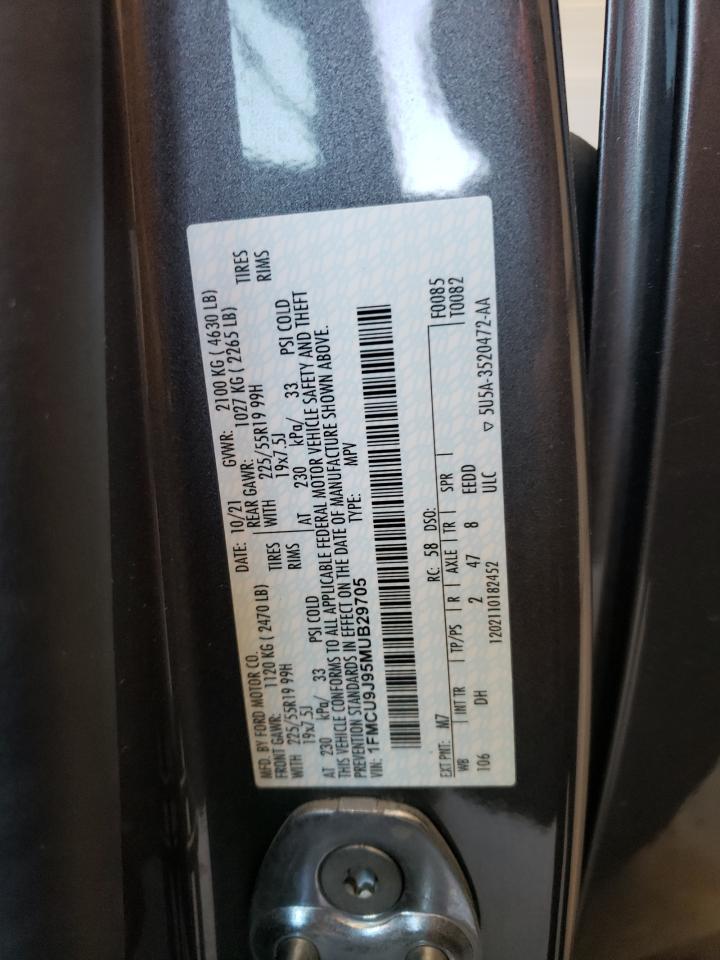 MFD. BY FORD MOTOR CO.
DATE: 10/21 GVWR: 2100 KG ( 4630 LB)
FRONT GAWR: 1120 KG ( 2470 LB) REAR GAWR: 1027 KG ( 2265 LB)
WITH 225/55R19 99H TIRES WITH 225/55R19 99H TIRES
19x7.5J RIMS 19x7.5J RIMS
AT 230 kPa/ 33 PSI COLD AT 230 kPa/ 33 PSI COLD
THIS VEHICLE CONFORMS TO ALL APPLICABLE FEDERAL MOTOR VEHICLE SAFETY AND THEFT
PREVENTION STANDARDS IN EFFECT ON THE DATE OF MANUFACTURE SHOWN ABOVE.
VIN: 1FMCU9J95MUB29705 TYPE: MPV
EXT PNT: M7 RC: 58 DSO: F0085
WB INT TR TP/PS R AXLE TR SPR T0082
106 DH 2 47 8 EEDD
1202110182452 ULC ▽ 5U5A-3520472-AA